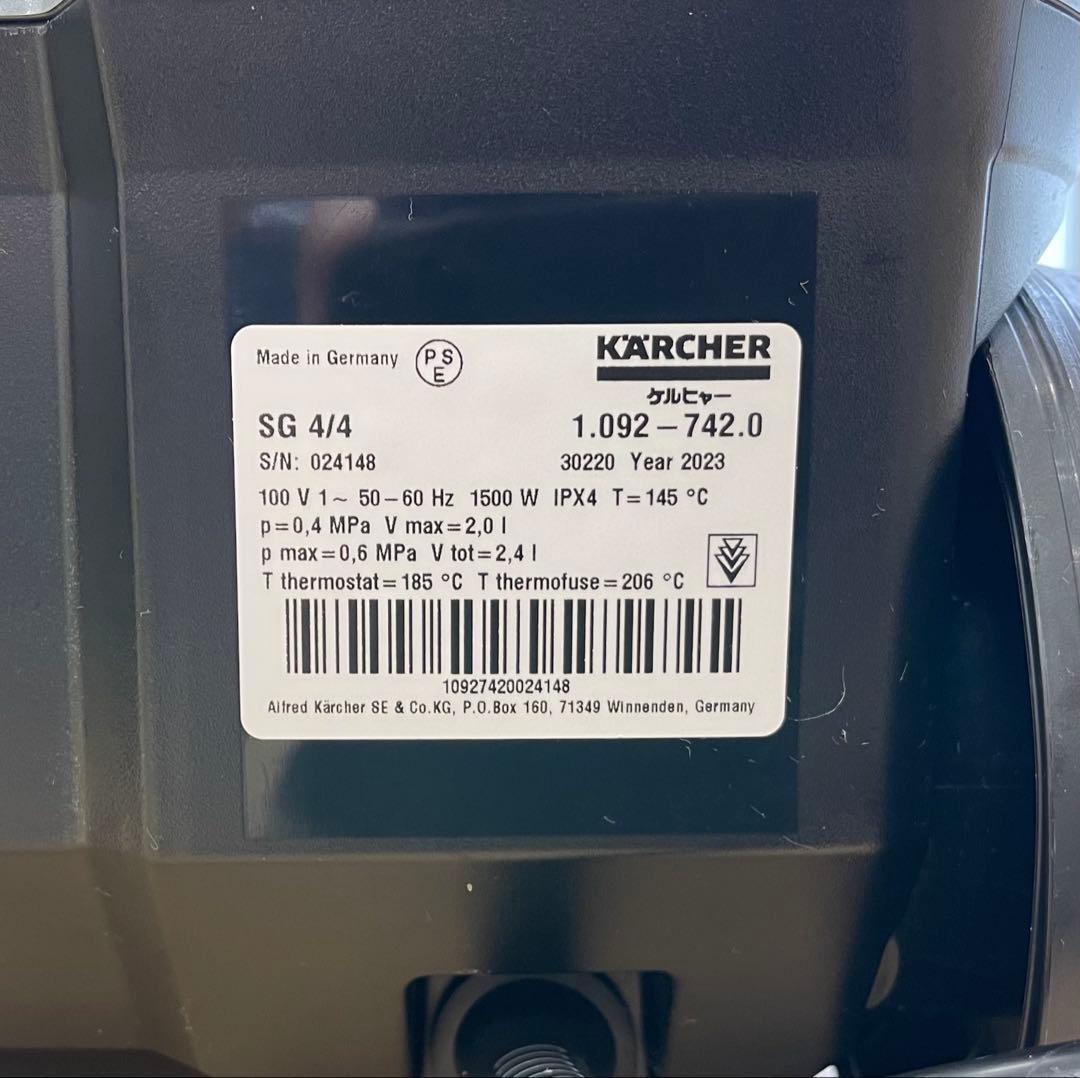 Made in Germany PSE KÄRCHER
ケルヒャー
SG 4/4 1.092-742.0
S/N: 024148 30220 Year 2023
100 V 1~ 50-60 Hz 1500 W IPX4 T=145 °C
p=0,4 MPa V max=2,0 l
p max=0,6 MPa V tot=2,4 l
T thermostat=185 °C T thermofuse=206 °C
10927420024148
Alfred Kärcher SE & Co.KG, P.O.Box 160, 71349 Winnenden, Germany